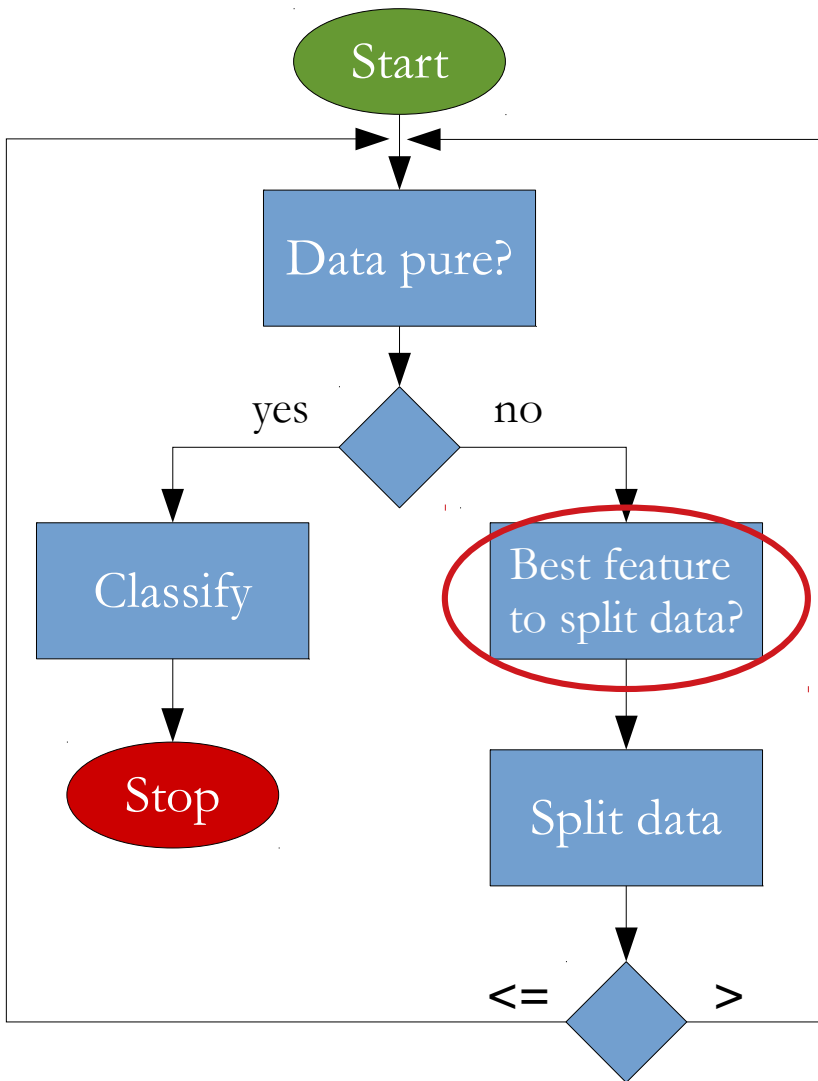 Start
Data pure?
yes
no
Classify
Best feature
to split data?
Stop
Split data
<=
>